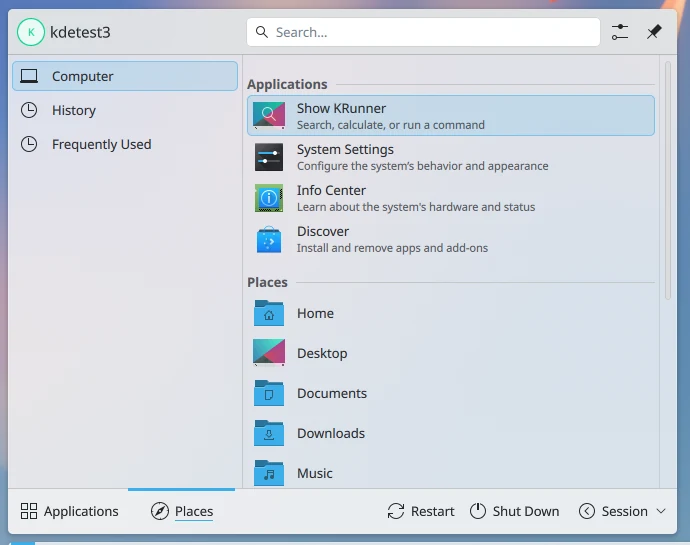 K kdetest3
Search...
Computer
History
Frequently Used
Applications
Show KRunner
Search, calculate, or run a command
System Settings
Configure the system’s behavior and appearance
Info Center
Learn about the system's hardware and status
Discover
Install and remove apps and add-ons
Places
Home
Desktop
Documents
Downloads
Music
Applications Places Restart Shut Down Session